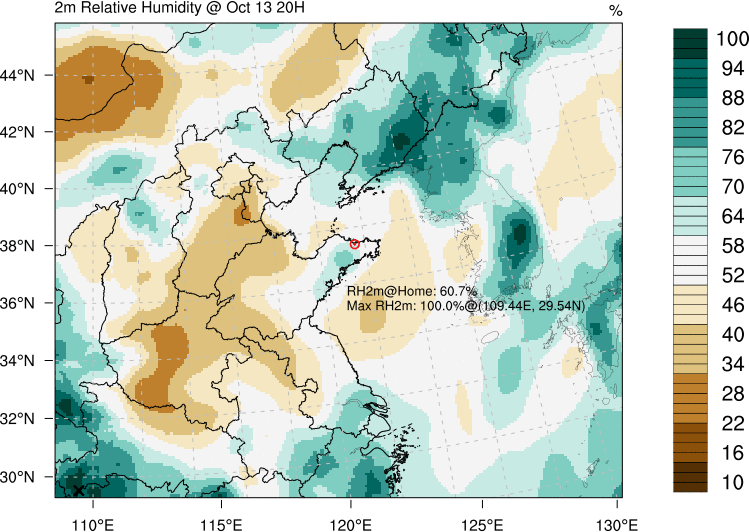 2m Relative Humidity @ Oct 13 20H
%
44°N
42°N
40°N
38°N
36°N
34°N
32°N
30°N
110°E
115°E
120°E
125°E
130°E
RH2m@Home: 60.7%
Max RH2m: 100.0%@(109.44E, 29.54N)
100
94
88
82
76
70
64
58
52
46
40
34
28
22
16
10